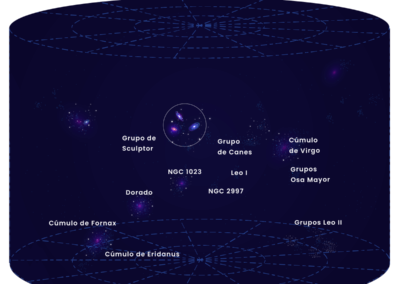 Grupo de
Sculptor
Grupo
de Canes
Cúmulo
de Virgo
NGC 1023
Leo I
Grupos
Osa Mayor
Dorado
NGC 2997
Cúmulo de Fornax
Grupos Leo II
Cúmulo de Eridanus